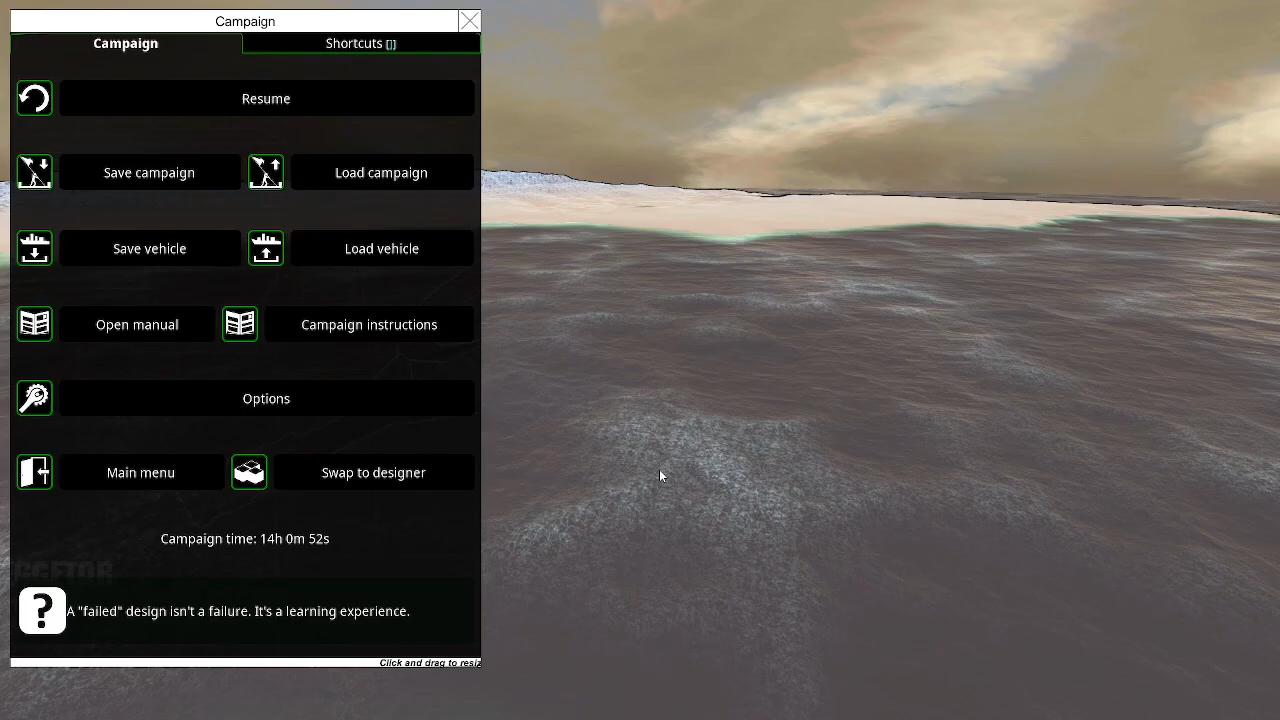 Campaign
Campaign
Shortcuts []]
Resume
Save campaign
Load campaign
Save vehicle
Load vehicle
Open manual
Campaign instructions
Options
Main menu
Swap to designer
Campaign time: 14h 0m 52s
? A "failed" design isn't a failure. It's a learning experience.